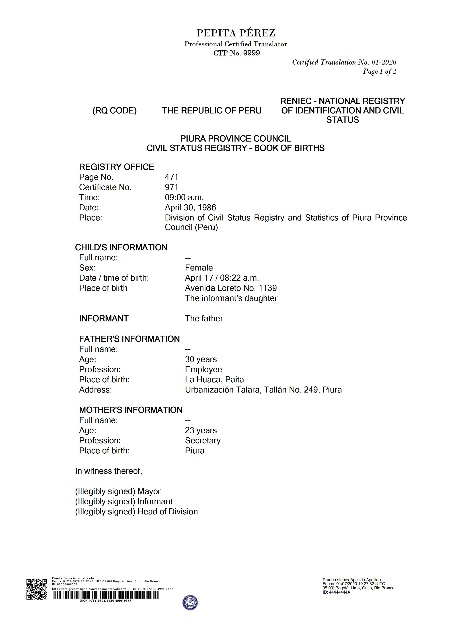 PEPITA PÉREZ
Professional Certified Translator
CTP No. 9999
Certified Translation No. 01-2020
Page 1 of 2
(RQ CODE) THE REPUBLIC OF PERU RENIEC - NATIONAL REGISTRY
OF IDENTIFICATION AND CIVIL
STATUS
PIURA PROVINCE COUNCIL
CIVIL STATUS REGISTRY - BOOK OF BIRTHS
REGISTRY OFFICE
Page No. 471
Certificate No. 971
Time: 09:00 a.m.
Date: April 30, 1986
Place: Division of Civil Status Registry and Statistics of Piura Province
Council (Peru)
CHILD'S INFORMATION
Full name: --
Sex: Female
Date / time of birth: April 17 / 08:22 a.m.
Place of birth Avenida Loreto No. 1139
The informant's daughter
INFORMANT The father
FATHER'S INFORMATION
Full name: --
Age: 30 years
Profession: Employee
Place of birth: La Huaca, Paita
Address: Urbanización Talara, Tallán No. 249, Piura
MOTHER'S INFORMATION
Full name: --
Age: 23 years
Profession: Secretary
Place of birth: Piura
In witness thereof,
(Illegibly signed) Mayor
(Illegibly signed) Informant
(Illegibly signed) Head of Division